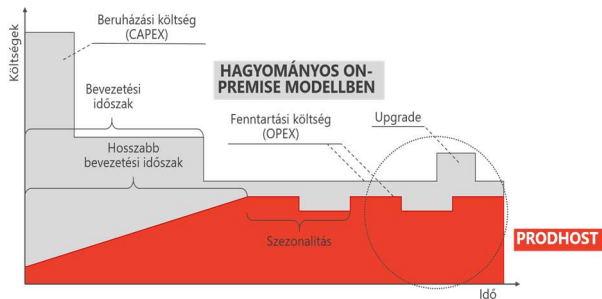 Költségek
Beruházási költség
(CAPEX)
HAGYOMÁNYOS ON-
PREMISE MODELLBEN
Bevezetési
időszak
Fenntartási költség
(OPEX)
Upgrade
Hosszabb
bevezetési időszak
Szezonalitás
PRODHOST
Idő